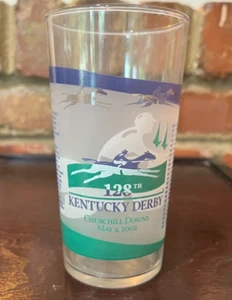 128TH
KENTUCKY DERBY
CHURCHILL DOWNS
MAY 4, 2002